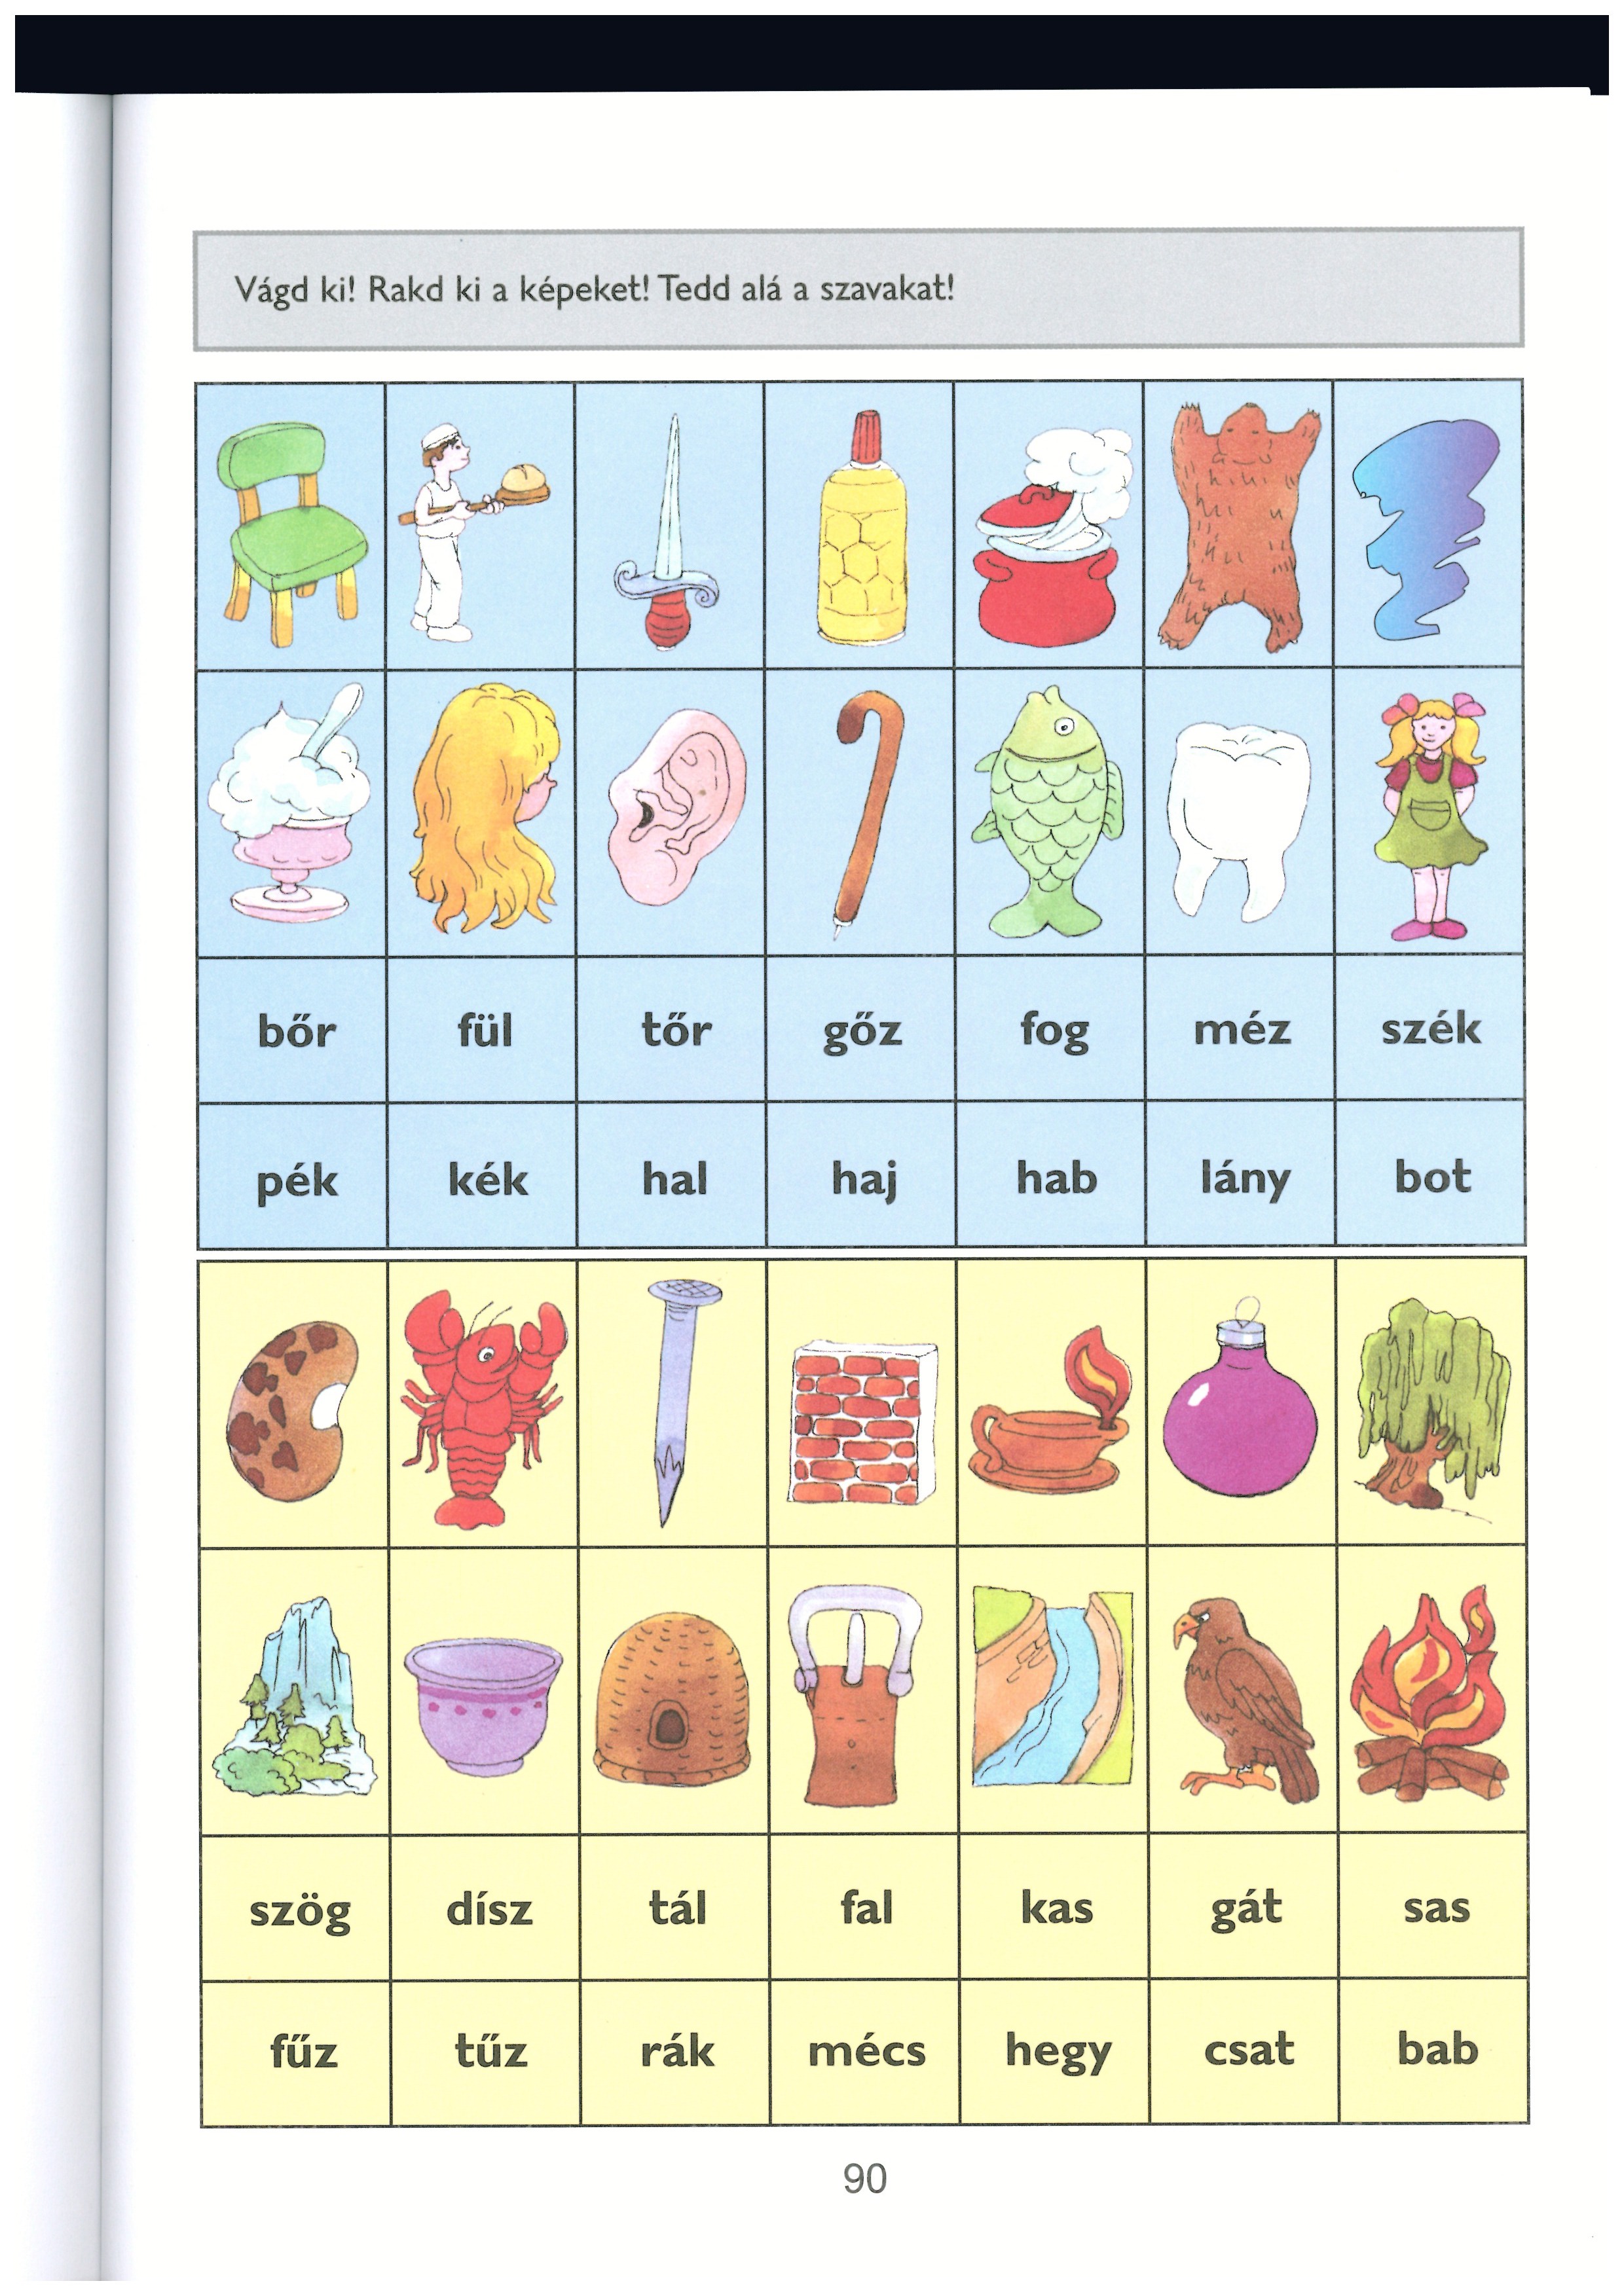 Vágd ki! Rakd ki a képeket! Tedd alá a szavakat!
bőr fül tőr gőz fog méz szék
pék kék hal haj hab lány bot
szög dísz tál fal kas gát sas
fűz tűz rák mécs hegy csat bab
90